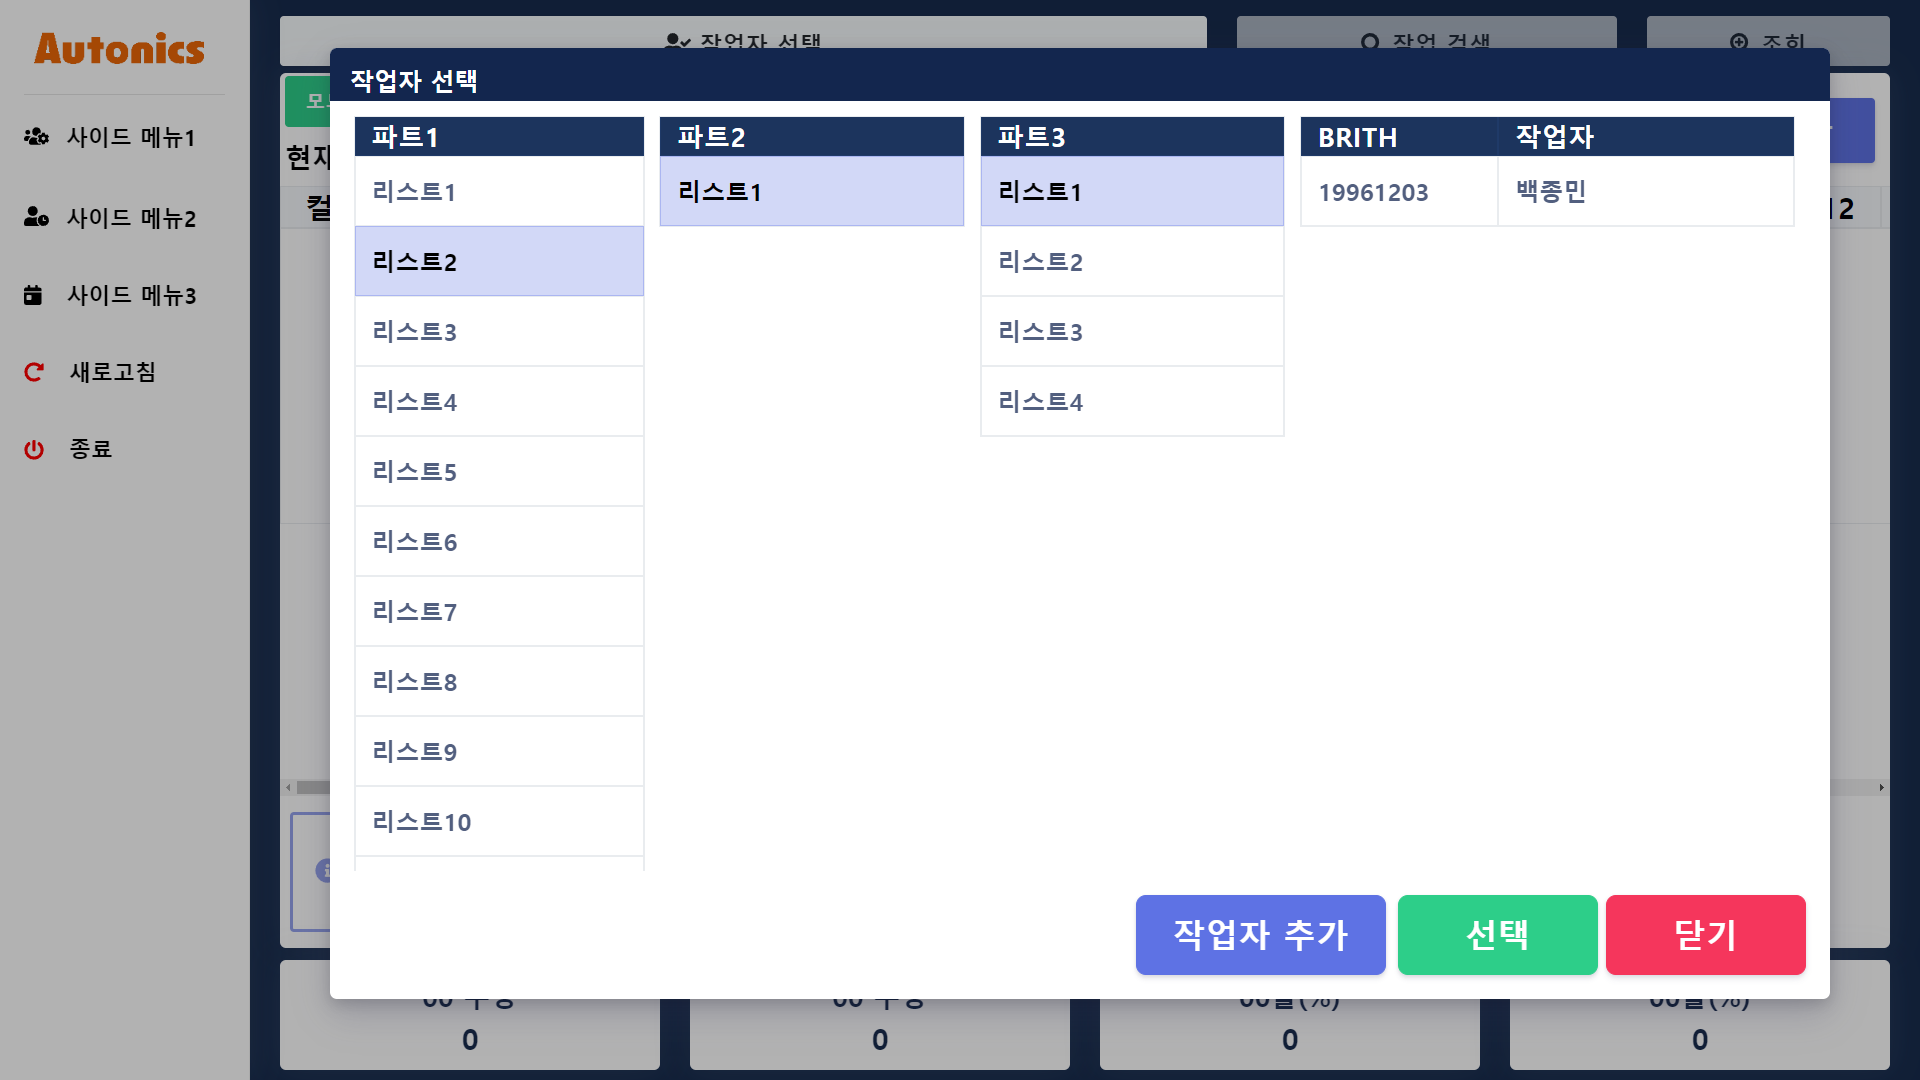 Autonics
사이드 메뉴1
사이드 메뉴2
사이드 메뉴3
새로고침
종료
작업자 선택
작업 검색
조회
작업자 선택
파트1
리스트1
리스트2
리스트3
리스트4
리스트5
리스트6
리스트7
리스트8
리스트9
리스트10
파트2
리스트1
파트3
리스트1
리스트2
리스트3
리스트4
BRITH 작업자
19961203 백종민
작업자 추가
선택
닫기
0
0
0
0